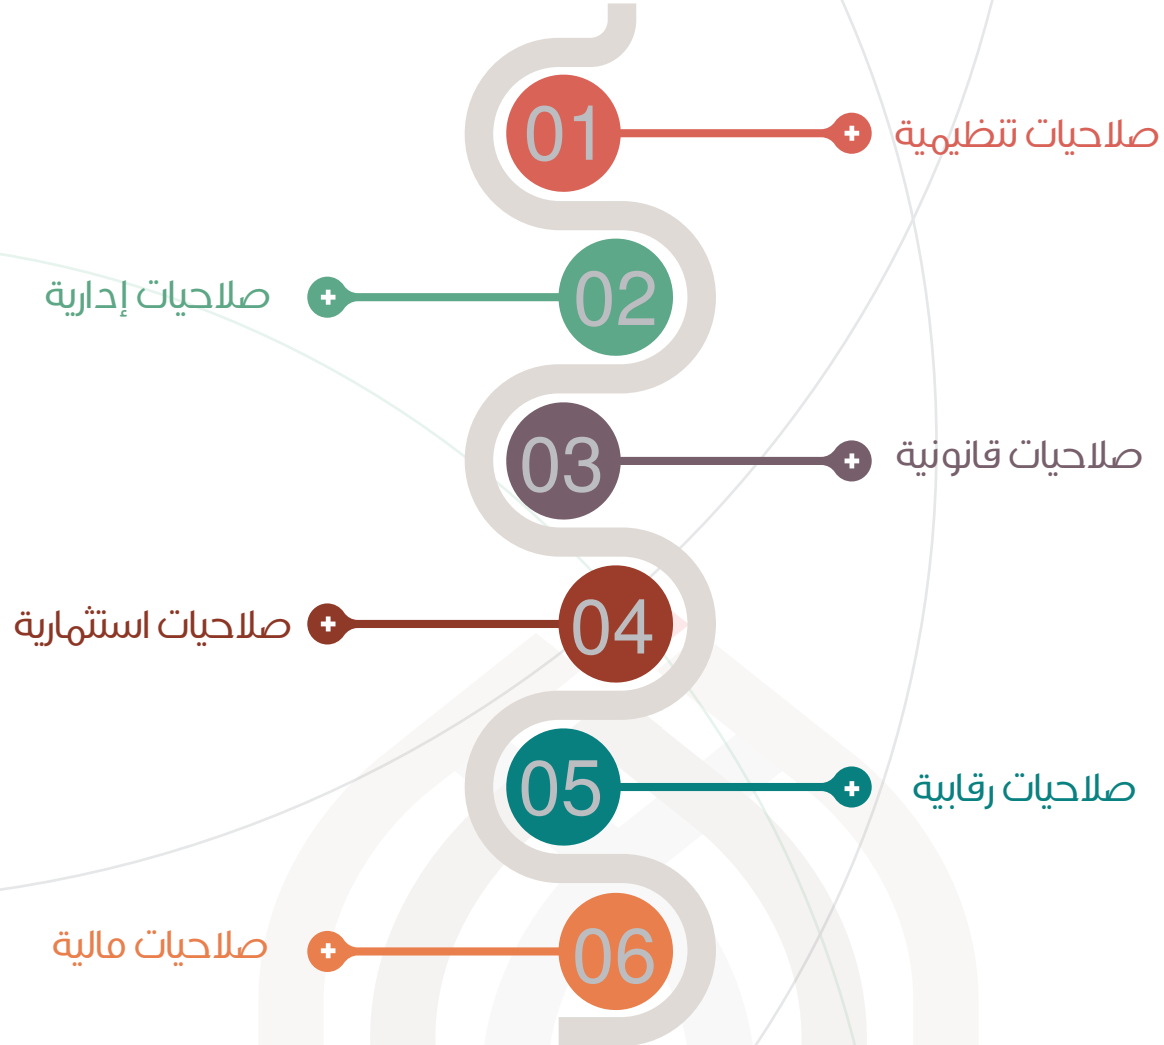 01
صلاحيات تنظيمية
02
صلاحيات إدارية
03
صلاحيات قانونية
04
صلاحيات استثمارية
05
صلاحيات رقابية
06
صلاحيات مالية